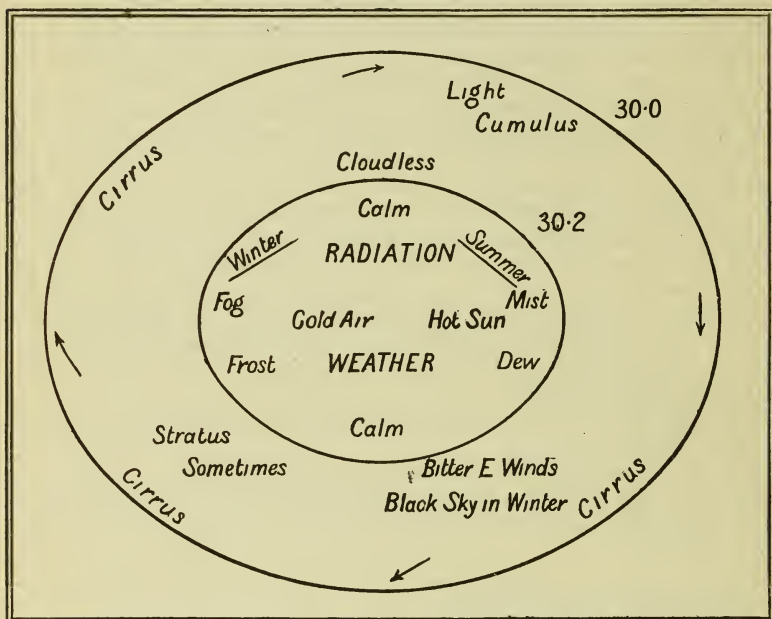 Light
Cumulus
30·0
Cirrus
Cloudless
Calm
30·2
Winter
RADIATION
Summer
Fog
Mist
Cold Air
Hot Sun
Frost
WEATHER
Dew
Calm
Stratus
Sometimes
Bitter E Winds
Black Sky in Winter
Cirrus
Cirrus